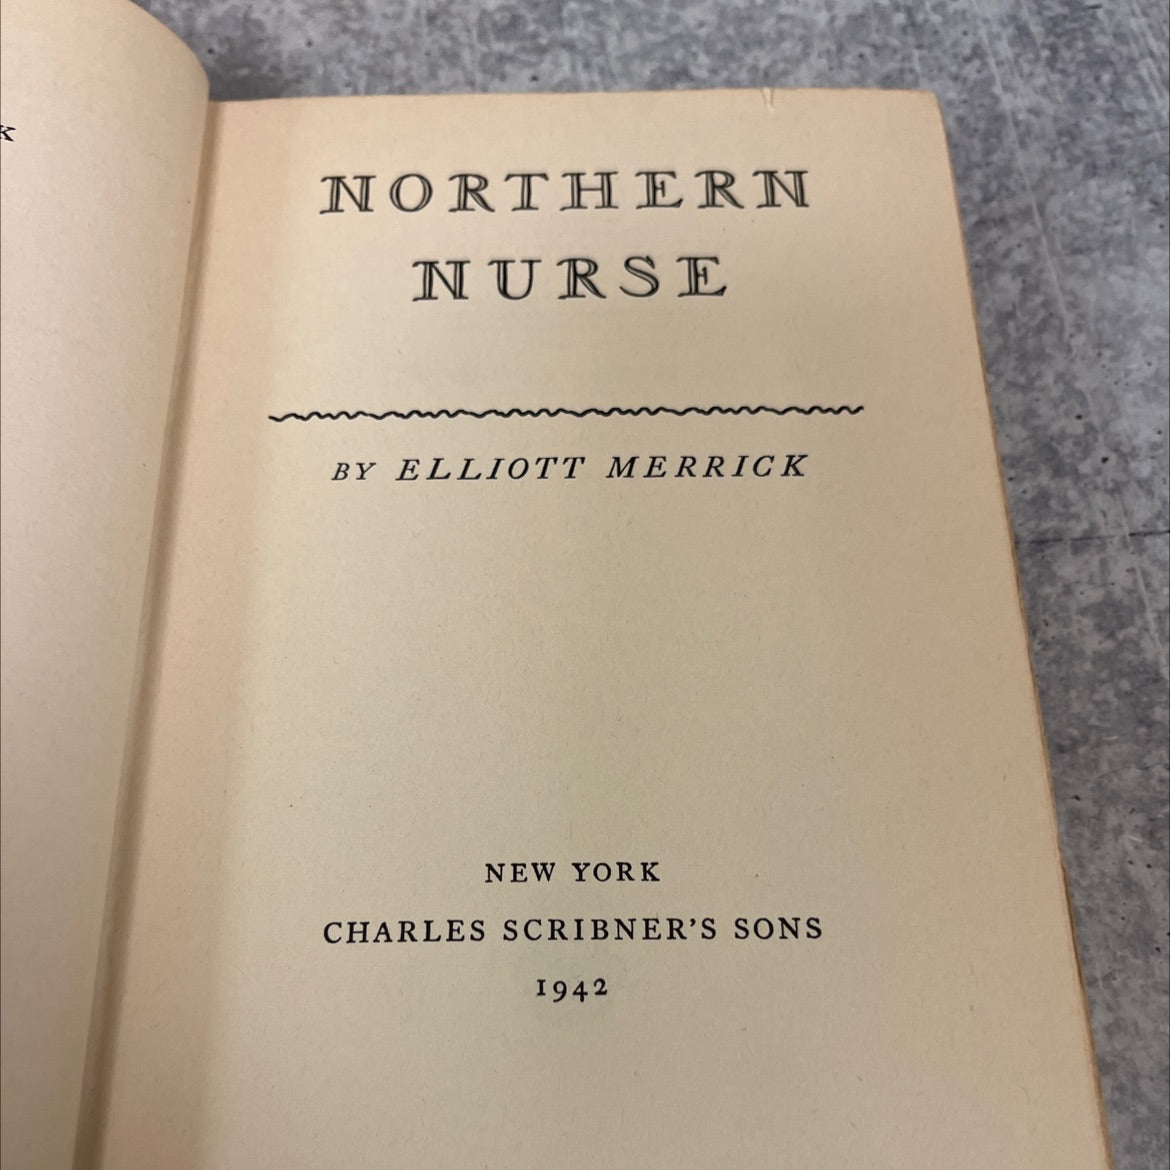 K
NORTHERN
NURSE
BY ELLIOTT MERRICK
NEW YORK
CHARLES SCRIBNER'S SONS
1942